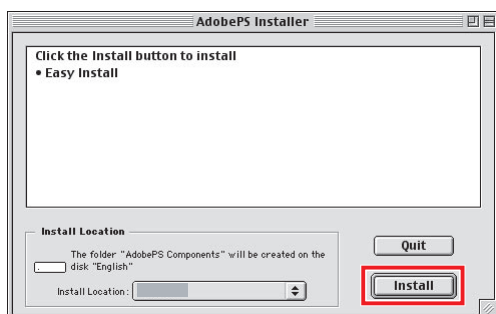 AdobePS Installer
Click the Install button to install
• Easy Install
Install Location
The folder "AdobePS Components" will be created on the
disk "English"
Install Location:
Quit
Install